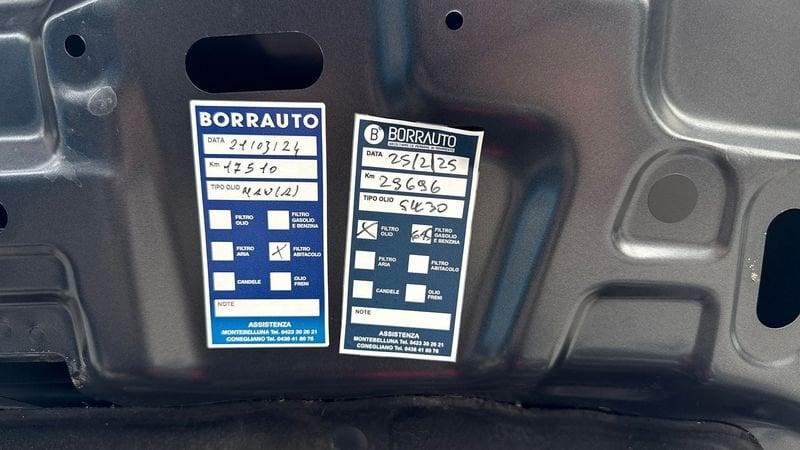 BORRAUTO
DATA 21/03/24
Km 17510
TIPO OLIO
FILTRO OLIO
FILTRO GASOLIO E BENZINA
FILTRO ARIA
X FILTRO ABITACOLO
CANDELE
OLIO FRENI
NOTE
ASSISTENZA
MONTEBELLUNA Tel. 0423 30 26 21
CONEGLIANO Tel. 0438 41 80 76
B
BORRAUTO
DATA 25/2/25
Km 29696
TIPO OLIO 5W30
X FILTRO OLIO
FILTRO GASOLIO E BENZINA
FILTRO ARIA
FILTRO ABITACOLO
CANDELE
OLIO FRENI
NOTE
ASSISTENZA
MONTEBELLUNA Tel. 0423 30 26 21
CONEGLIANO Tel. 0438 41 80 76